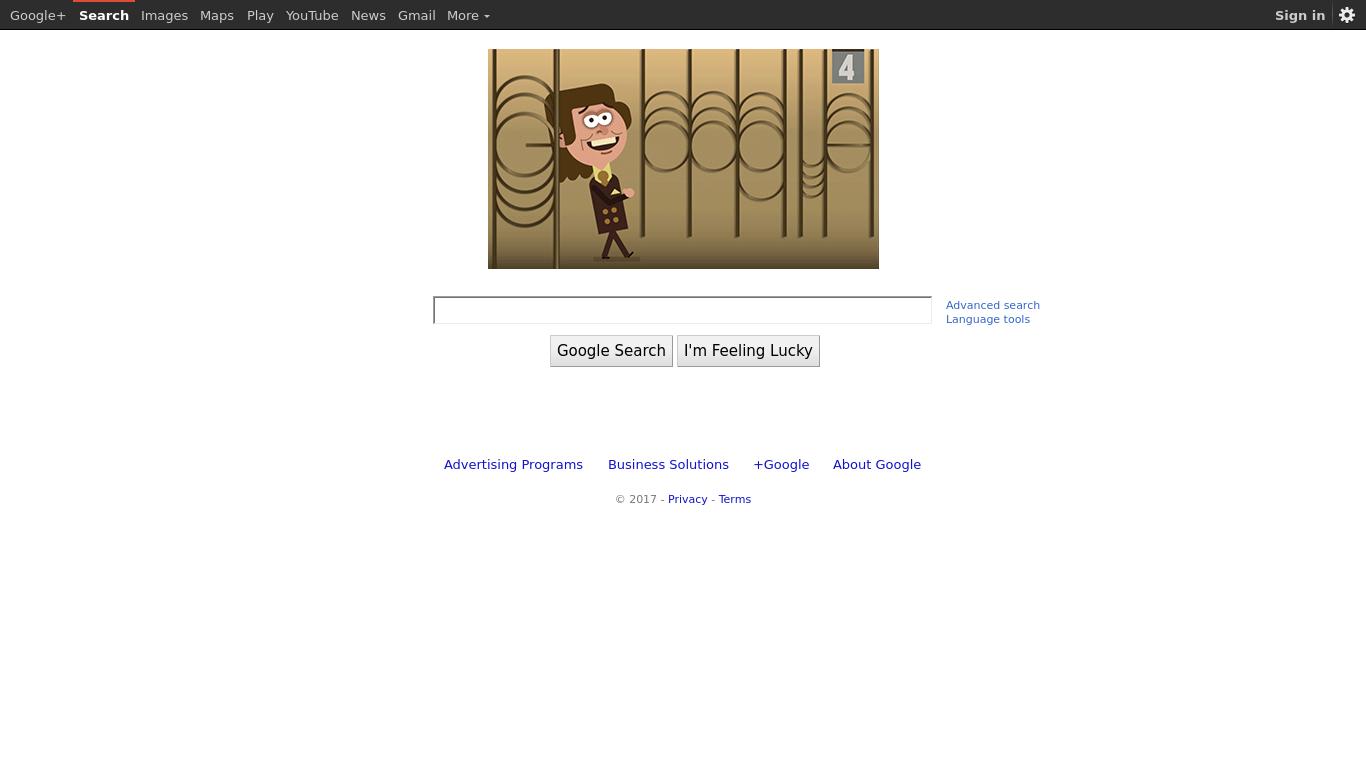 Google+ Search Images Maps Play YouTube News Gmail More Sign in
4
Google
Advanced search
Language tools
Google Search I'm Feeling Lucky
Advertising Programs Business Solutions +Google About Google
© 2017 - Privacy - Terms